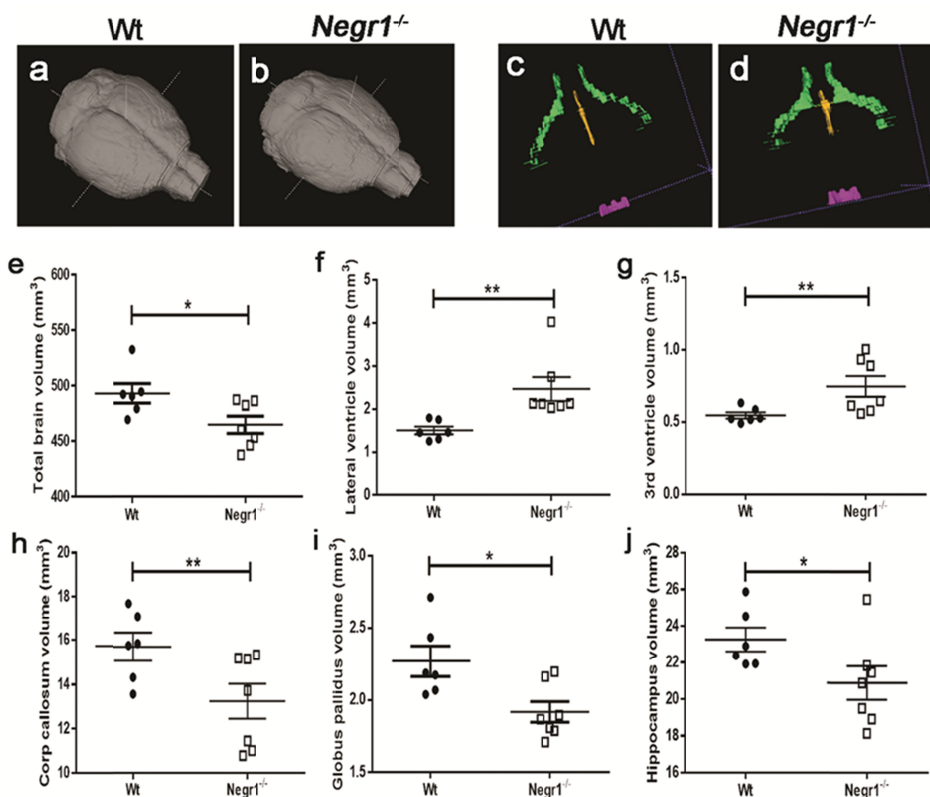 Wt
Negr1-/-
Wt
Negr1-/-
a
b
c
d
e
Total brain volume (mm3)
600
550
500
450
400
*
Wt
Negr1-/-
f
Lateral ventricle volume (mm3)
5
4
3
2
1
0
**
Wt
Negr1-/-
g
3rd ventricle volume (mm3)
1.5
1.0
0.5
0.0
**
Wt
Negr1-/-
h
Corp callosum volume (mm3)
20
18
16
14
12
10
**
Wt
Negr1-/-
i
Globus pallidus volume (mm3)
3.0
2.5
2.0
1.5
*
Wt
Negr1-/-
j
Hippocampus volume (mm3)
28
26
24
22
20
18
16
*
Wt
Negr1-/-